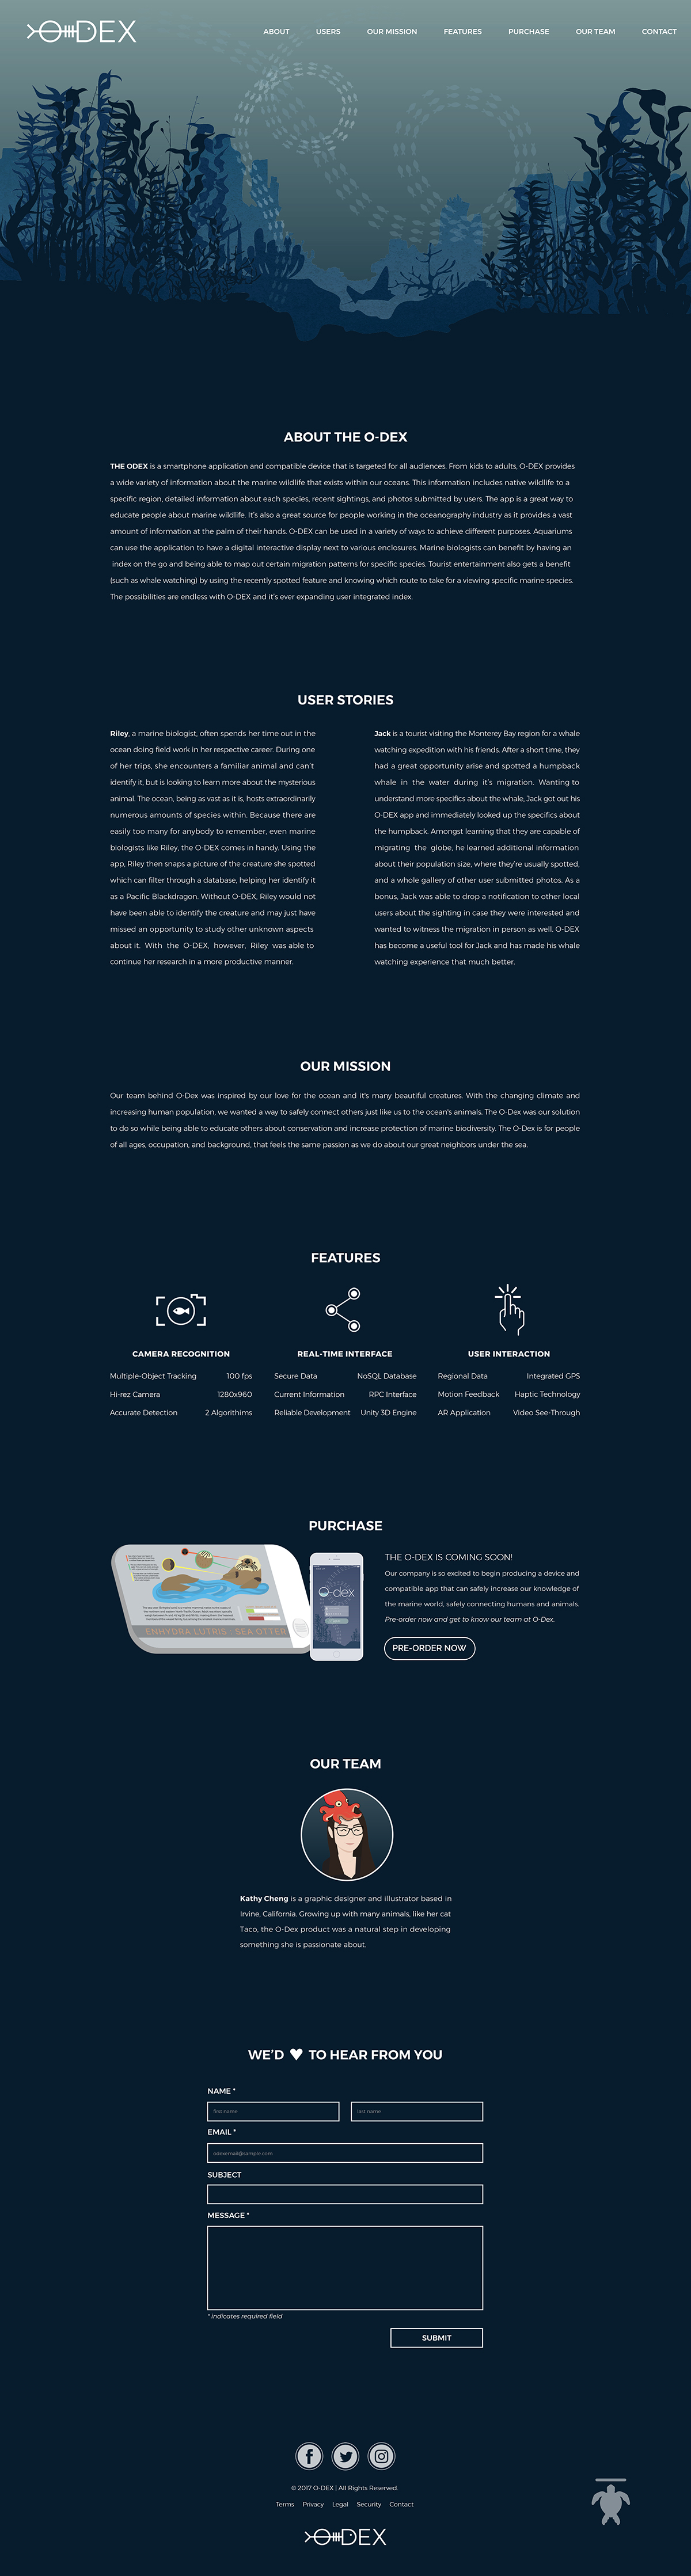 O-DEX
ABOUT USERS OUR MISSION FEATURES PURCHASE OUR TEAM CONTACT
ABOUT THE O-DEX
THE ODEX is a smartphone application and compatible device that is targeted for all audiences. From kids to adults, O-DEX provides
a wide variety of information about the marine wildlife that exists within our oceans. This information includes native wildlife to a
specific region, detailed information about each species, recent sightings, and photos submitted by users. The app is a great way to
educate people about marine wildlife. It's also a great source for people working in the oceanography industry as it provides a vast
amount of information at the palm of their hands. O-DEX can be used in a variety of ways to achieve different purposes. Aquariums
can use the application to have a digital interactive display next to various enclosures. Marine biologists can benefit by having an
index on the go and being able to map out certain migration patterns for specific species. Tourist entertainment also gets a benefit
(such as whale watching) by using the recently spotted feature and knowing which route to take for a viewing specific marine species.
The possibilities are endless with O-DEX and it's ever expanding user integrated index.
USER STORIES
Riley, a marine biologist, often spends her time out in the
ocean doing field work in her respective career. During one
of her trips, she encounters a familiar animal and can't
identify it, but is looking to learn more about the mysterious
animal. The ocean, being as vast as it is, hosts extraordinarily
numerous amounts of species within. Because there are
easily too many for anybody to remember, even marine
biologists like Riley, the O-DEX comes in handy. Using the
app, Riley then snaps a picture of the creature she spotted
which can filter through a database, helping her identify it
as a Pacific Blackdragon. Without O-DEX, Riley would not
have been able to identify the creature and may just have
missed an opportunity to study other unknown aspects
about it. With the O-DEX, however, Riley was able to
continue her research in a more productive manner.
Jack is a tourist visiting the Monterey Bay region for a whale
watching expedition with his friends. After a short time, they
had a great opportunity arise and spotted a humpback
whale in the water during it's migration. Wanting to
understand more specifics about the whale, Jack got out his
O-DEX app and immediately looked up the specifics about
the humpback. Amongst learning that they are capable of
migrating the globe, he learned additional information
about their population size, where they're usually spotted,
and a whole gallery of other user submitted photos. As a
bonus, Jack was able to drop a notification to other local
users about the sighting in case they were interested and
wanted to witness the migration in person as well. O-DEX
has become a useful tool for Jack and has made his whale
watching experience that much better.
OUR MISSION
Our team behind O-Dex was inspired by our love for the ocean and it's many beautiful creatures. With the changing climate and
increasing human population, we wanted a way to safely connect others just like us to the ocean's animals. The O-Dex was our solution
to do so while being able to educate others about conservation and increase protection of marine biodiversity. The O-Dex is for people
of all ages, occupation, and background, that feels the same passion as we do about our great neighbors under the sea.
FEATURES
CAMERA RECOGNITION
Multiple-Object Tracking 100 fps
Hi-rez Camera 1280x960
Accurate Detection 2 Algorithims
REAL-TIME INTERFACE
Secure Data NoSQL Database
Current Information RPC Interface
Reliable Development Unity 3D Engine
USER INTERACTION
Regional Data Integrated GPS
Motion Feedback Haptic Technology
AR Application Video See-Through
PURCHASE
ENHYDRA LUTRIS : SEA OTTER
O-dex
THE O-DEX IS COMING SOON!
Our company is so excited to begin producing a device and
compatible app that can safely increase our knowledge of
the marine world, safely connecting humans and animals.
Pre-order now and get to know our team at O-Dex.
PRE-ORDER NOW
OUR TEAM
Kathy Cheng is a graphic designer and illustrator based in
Irvine, California. Growing up with many animals, like her cat
Taco, the O-Dex product was a natural step in developing
something she is passionate about.
WE'D ♥ TO HEAR FROM YOU
NAME *
first name last name
EMAIL *
odexemail@sample.com
SUBJECT
MESSAGE *
* indicates required field
SUBMIT
© 2017 O-DEX | All Rights Reserved.
Terms Privacy Legal Security Contact
O-DEX